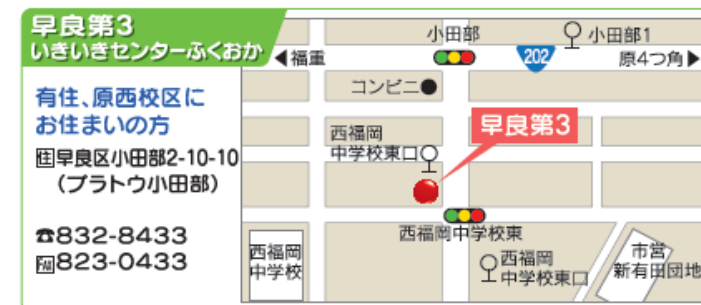 早良第3
いきいきセンターふくおか
有住、原西校区に
お住まいの方
住早良区小田部2-10-10
(プラトウ小田部)
☎832-8433
FAX823-0433
小田部
小田部1
◀福重
202
原4つ角▶
コンビニ
早良第3
西福岡
中学校東口
西福岡中学校東
西福岡
中学校
西福岡
中学校東口
市営
新有田団地